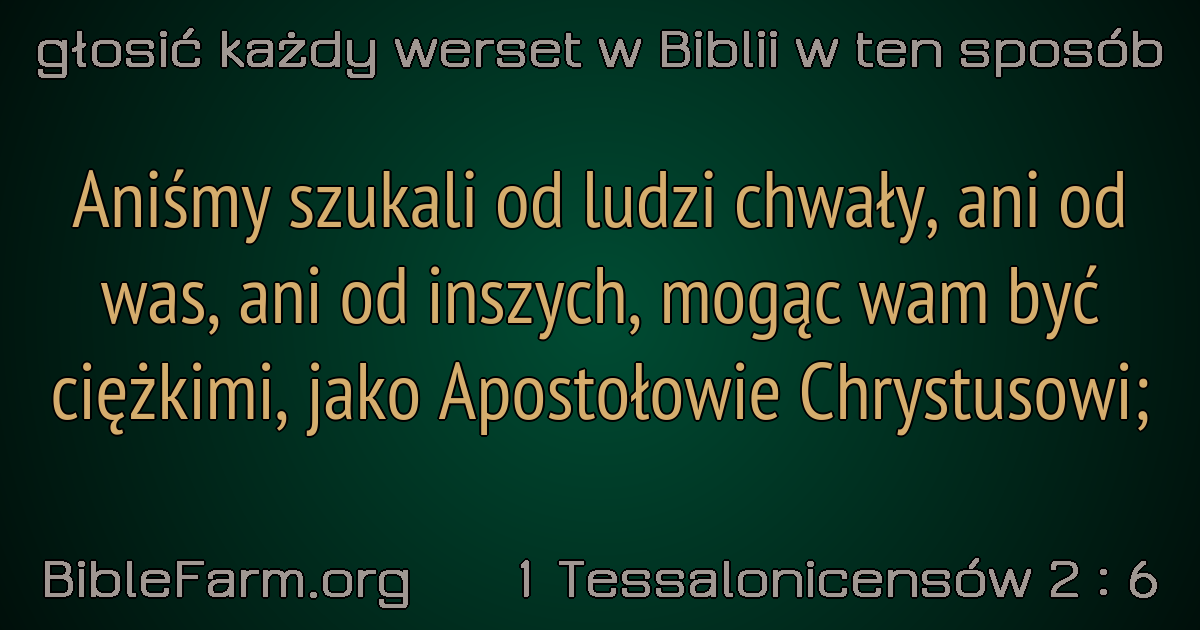 głosić każdy werset w Biblii w ten sposób
Aniśmy szukali od ludzi chwały, ani od
was, ani od inszych, mogąc wam być
ciężkimi, jako Apostołowie Chrystusowi;
BibleFarm.org 1 Tessalonicensów 2 : 6